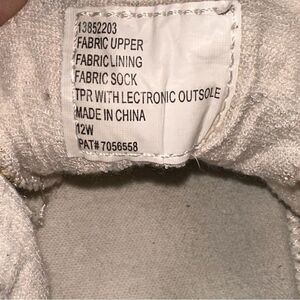 13852203
FABRIC UPPER
FABRIC LINING
FABRIC SOCK
TPR WITH LECTRONIC OUTSOLE
MADE IN CHINA
12W
PAT# 7056558